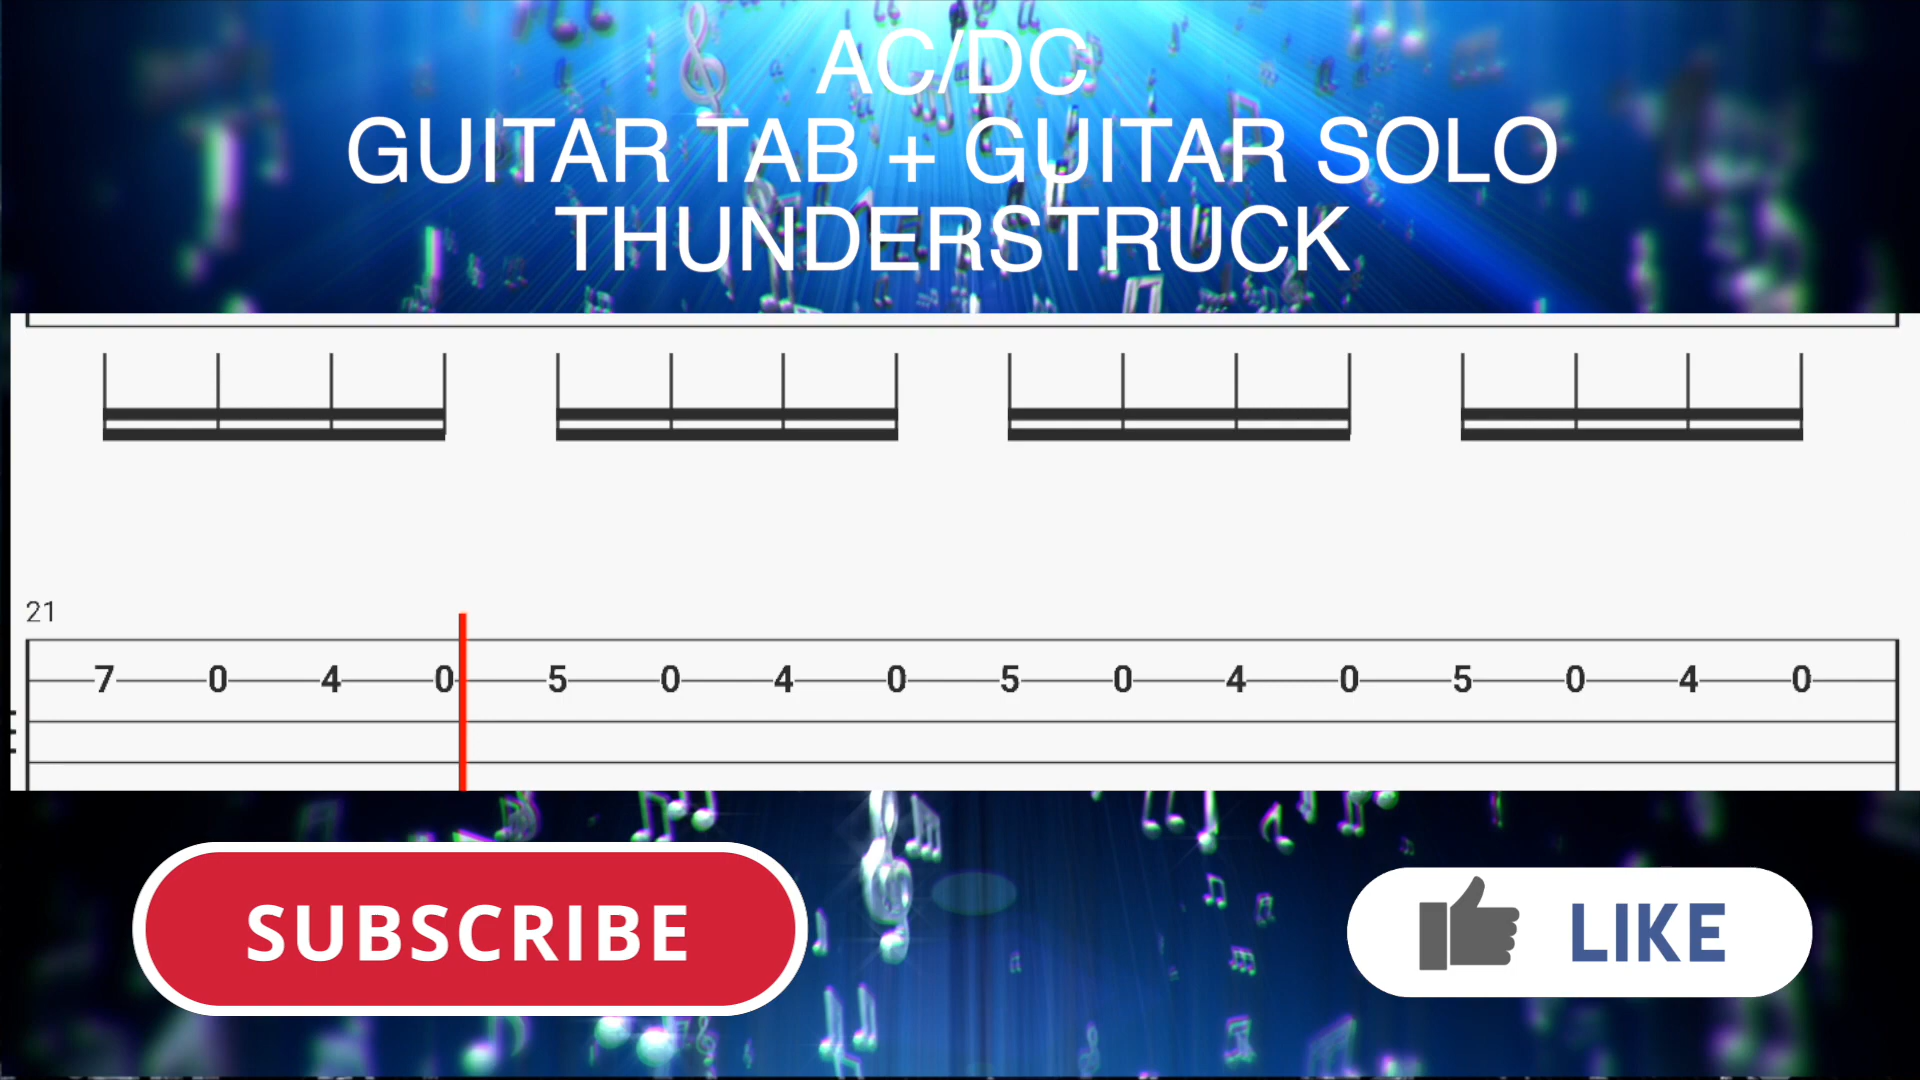 AC/DC
GUITAR TAB + GUITAR SOLO
THUNDERSTRUCK
21
7 0 4 0 5 0 4 0 5 0 4 0 5 0 4 0
SUBSCRIBE
LIKE